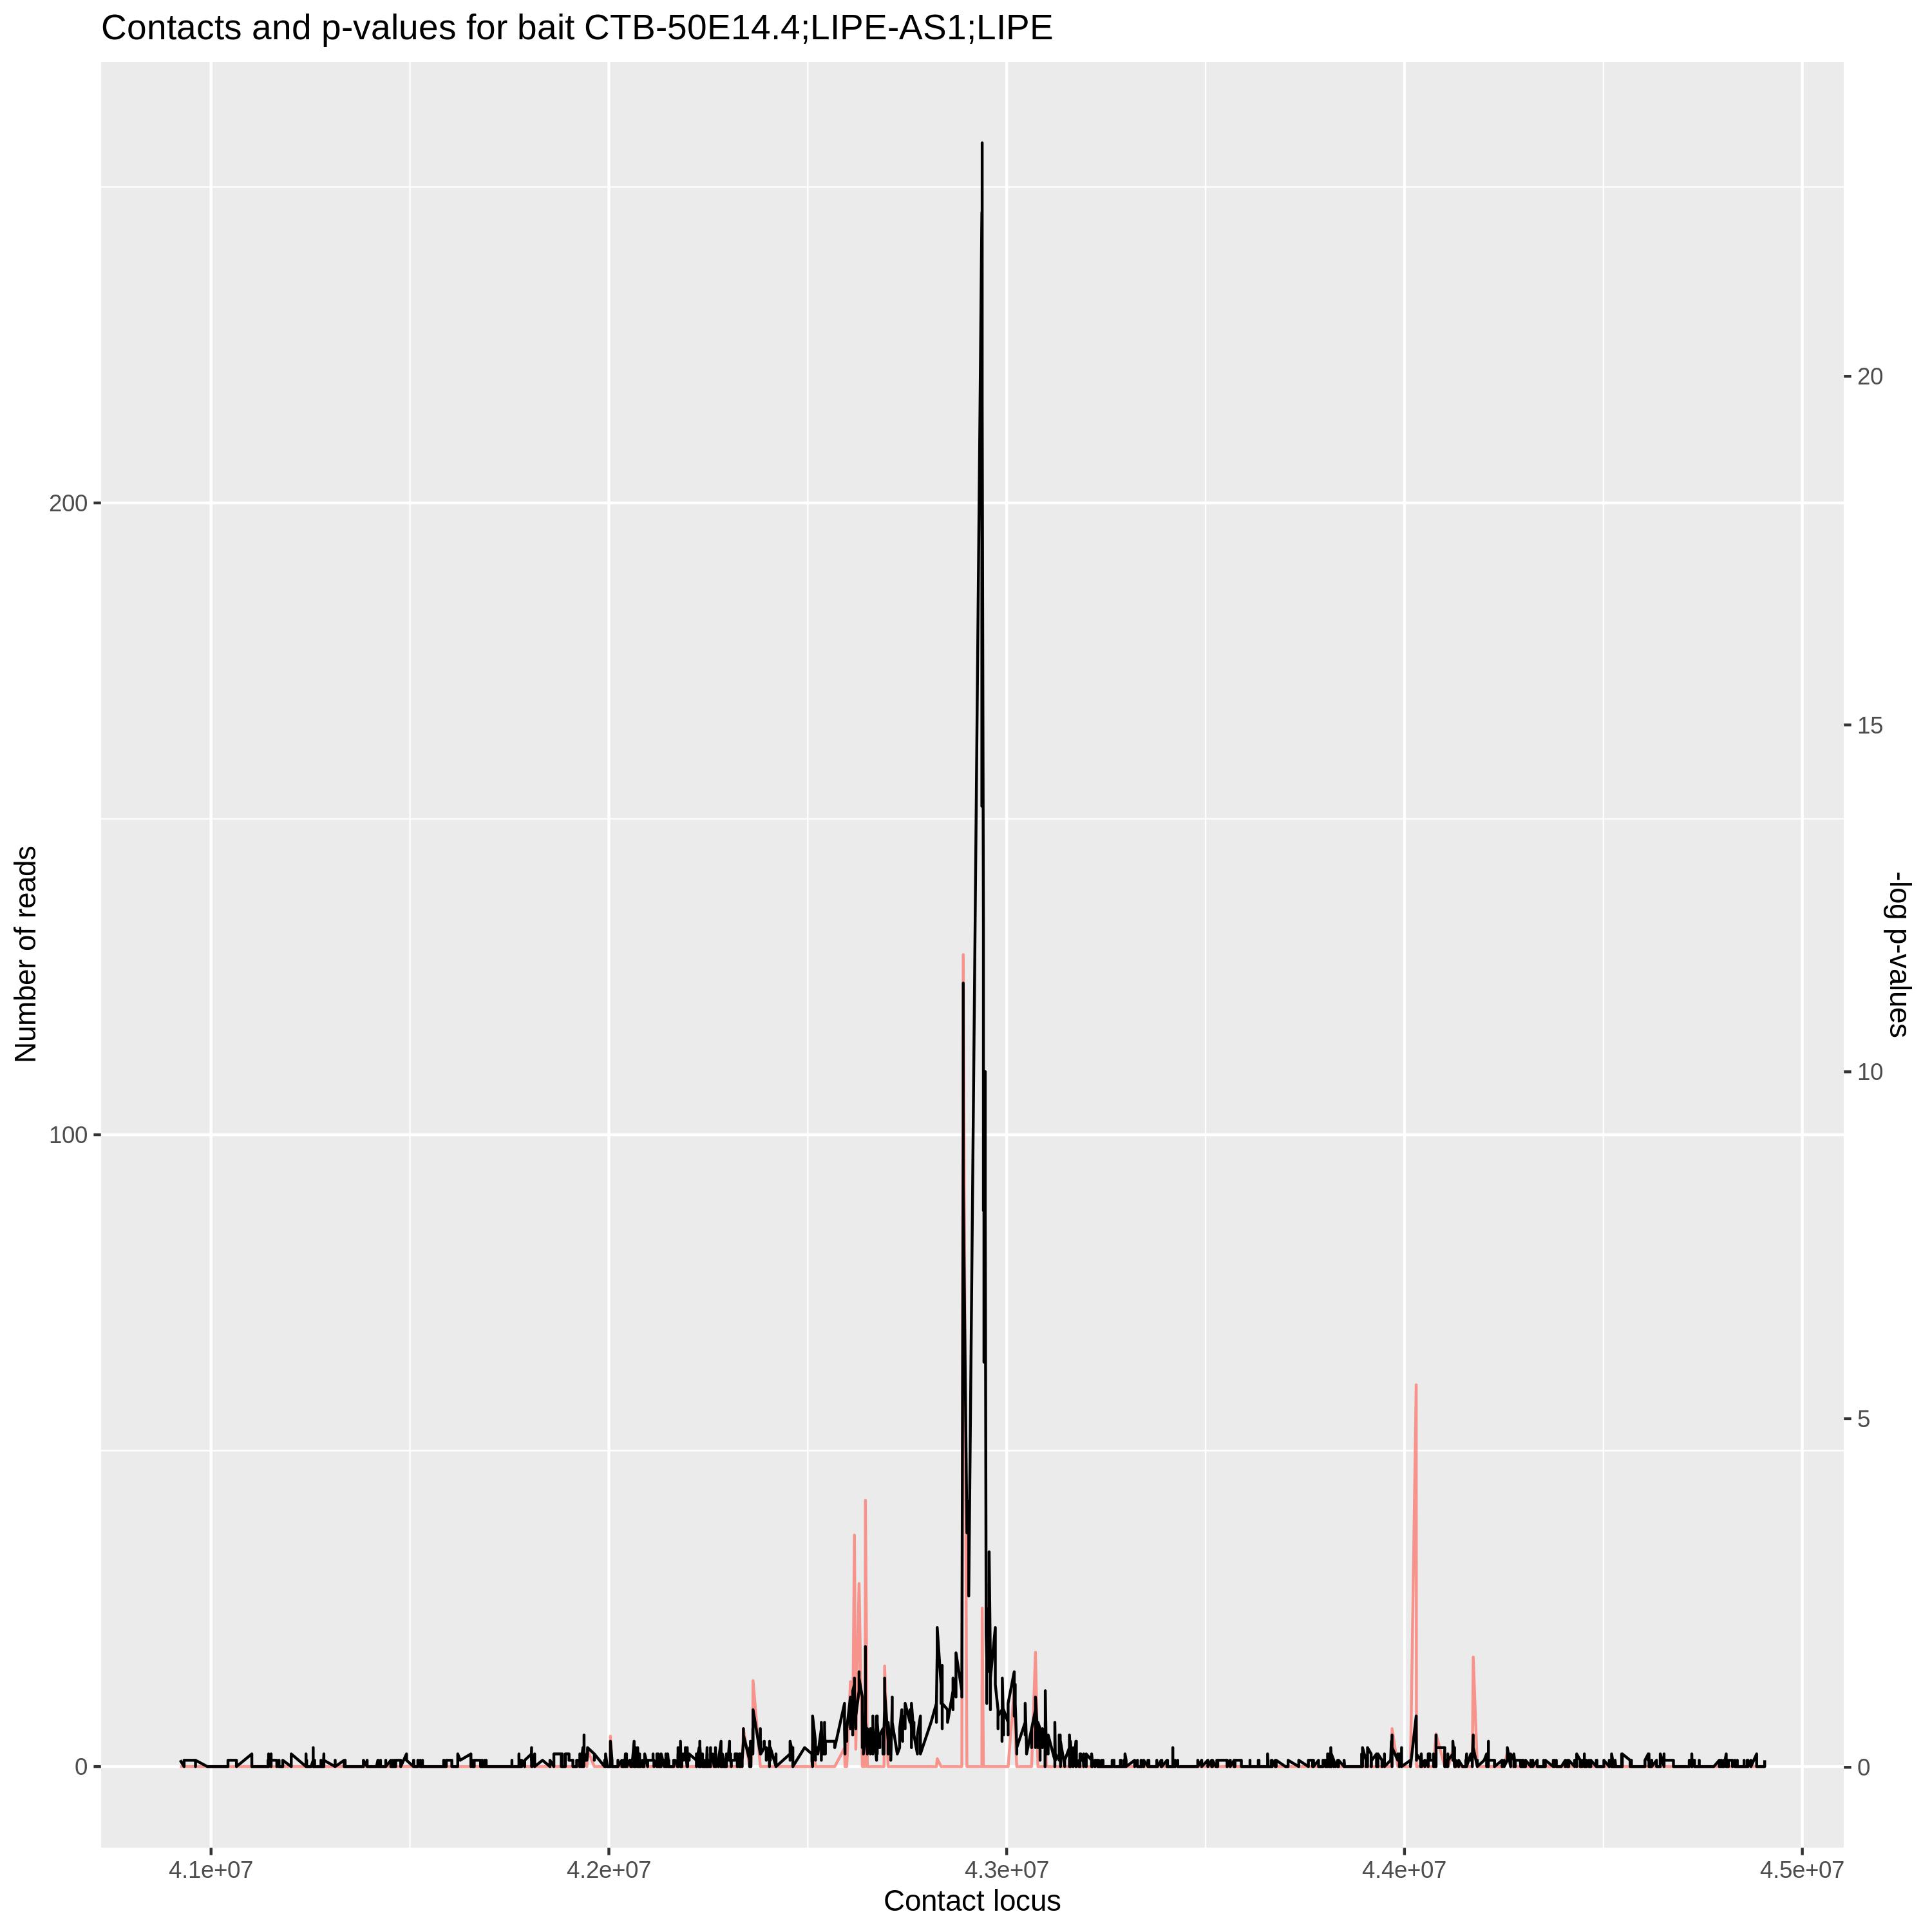 Contacts and p-values for bait CTB-50E14.4;LIPE-AS1;LIPE
Number of reads
200
100
0
20
15
10
5
0
-log p-values
4.1e+07
4.2e+07
4.3e+07
4.4e+07
4.5e+07
Contact locus